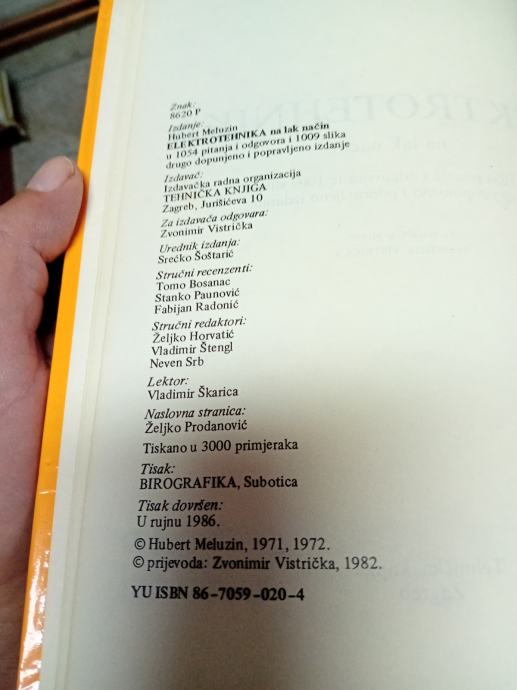 Znak:
8620 P
Izdanje:
Hubert Meluzin
ELEKTROTEHNIKA na lak način
u 1054 pitanja i odgovora i 1009 slika
drugo dopunjeno i popravljeno izdanje
Izdavač:
Izdavačka radna organizacija
TEHNIČKA KNJIGA
Zagreb, Jurišićeva 10
Za izdavača odgovara:
Zvonimir Vistrička
Urednik izdanja:
Srećko Šoštarić
Stručni recenzenti:
Tomo Bosanac
Stanko Paunović
Fabijan Radonić
Stručni redaktori:
Željko Horvatić
Vladimir Štengl
Neven Srb
Lektor:
Vladimir Škarica
Naslovna stranica:
Željko Prodanović
Tiskano u 3000 primjeraka
Tisak:
BIROGRAFIKA, Subotica
Tisak dovršen:
U rujnu 1986.
© Hubert Meluzin, 1971, 1972.
© prijevoda: Zvonimir Vistrička, 1982.
YU ISBN 86-7059-020-4